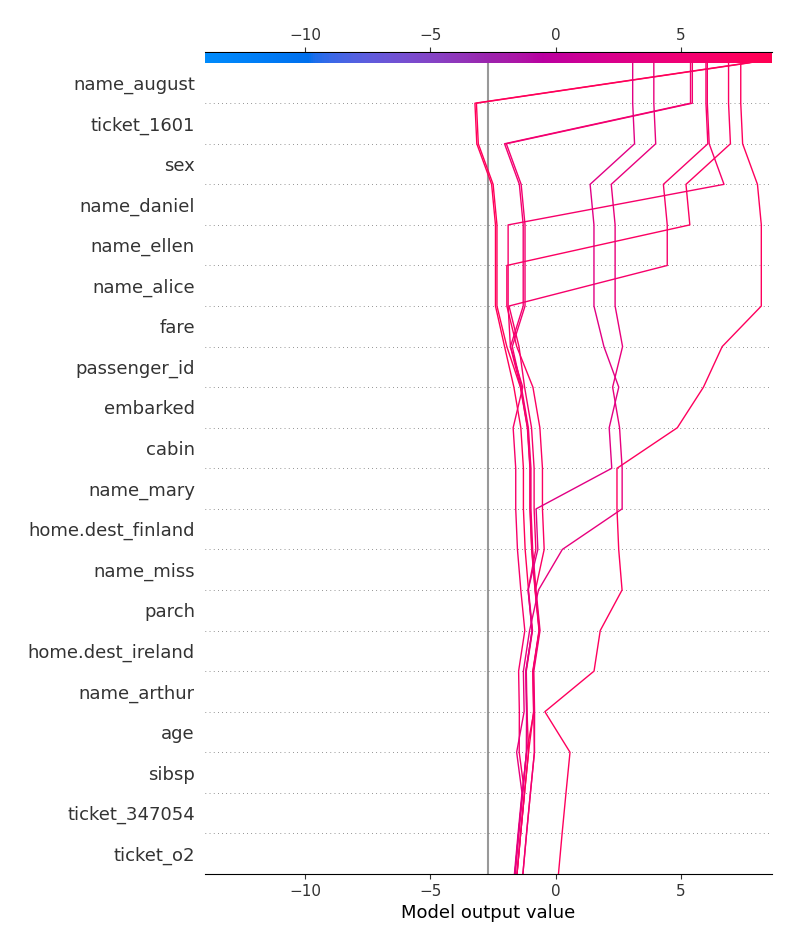 −10 −5 0 5
name_august
ticket_1601
sex
name_daniel
name_ellen
name_alice
fare
passenger_id
embarked
cabin
name_mary
home.dest_finland
name_miss
parch
home.dest_ireland
name_arthur
age
sibsp
ticket_347054
ticket_o2
−10 −5 0 5
Model output value